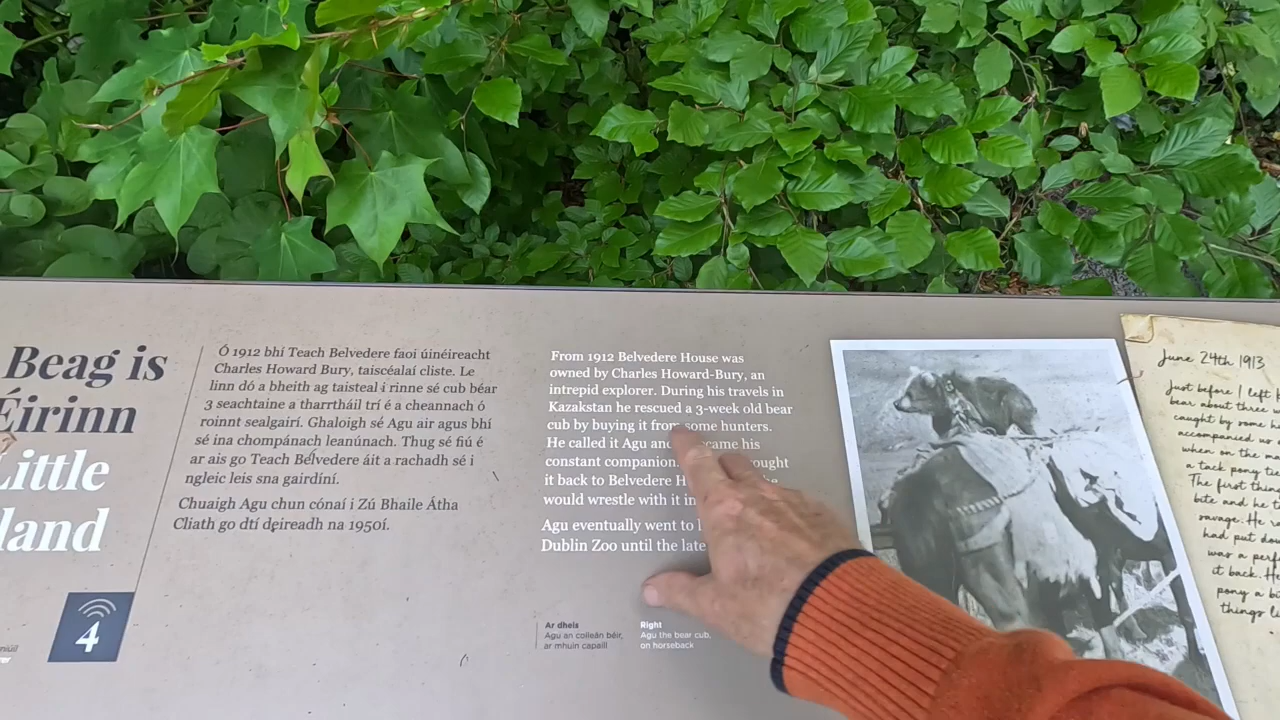 Beag is
Éirinn
Little
land
4
Ó 1912 bhí Teach Belvedere faoi úinéireacht
Charles Howard Bury, taiscéalaí cliste. Le
linn dó a bheith ag taisteal i rinne sé cub béar
3 seachtaine a tharrtháil trí é a cheannach ó
roinnt sealgairí. Ghaloigh sé Agu air agus bhí
sé ina chompánach leanúnach. Thug sé fiú é
ar ais go Teach Belvedere áit a rachadh sé i
ngleic leis sna gairdíní.
Chuaigh Agu chun cónaí i Zú Bhaile Átha
Cliath go dtí deireadh na 1950í.
From 1912 Belvedere House was
owned by Charles Howard-Bury, an
intrepid explorer. During his travels in
Kazakstan he rescued a 3-week old bear
cub by buying it from some hunters.
He called it Agu and became his
constant companion. brought
it back to Belvedere he
would wrestle with it in
Agu eventually went to
Dublin Zoo until the late
Ar dheis
Agu an coileán béir,
ar mhuin capaill
Right
Agu the bear cub,
on horseback
June 24th 1913
Just before I left
bear about three
caught by some
accompanied us
when on the
a tack pony
The first thing
bite and he
savage. He
had put down
was a
it back. He
pony a
things